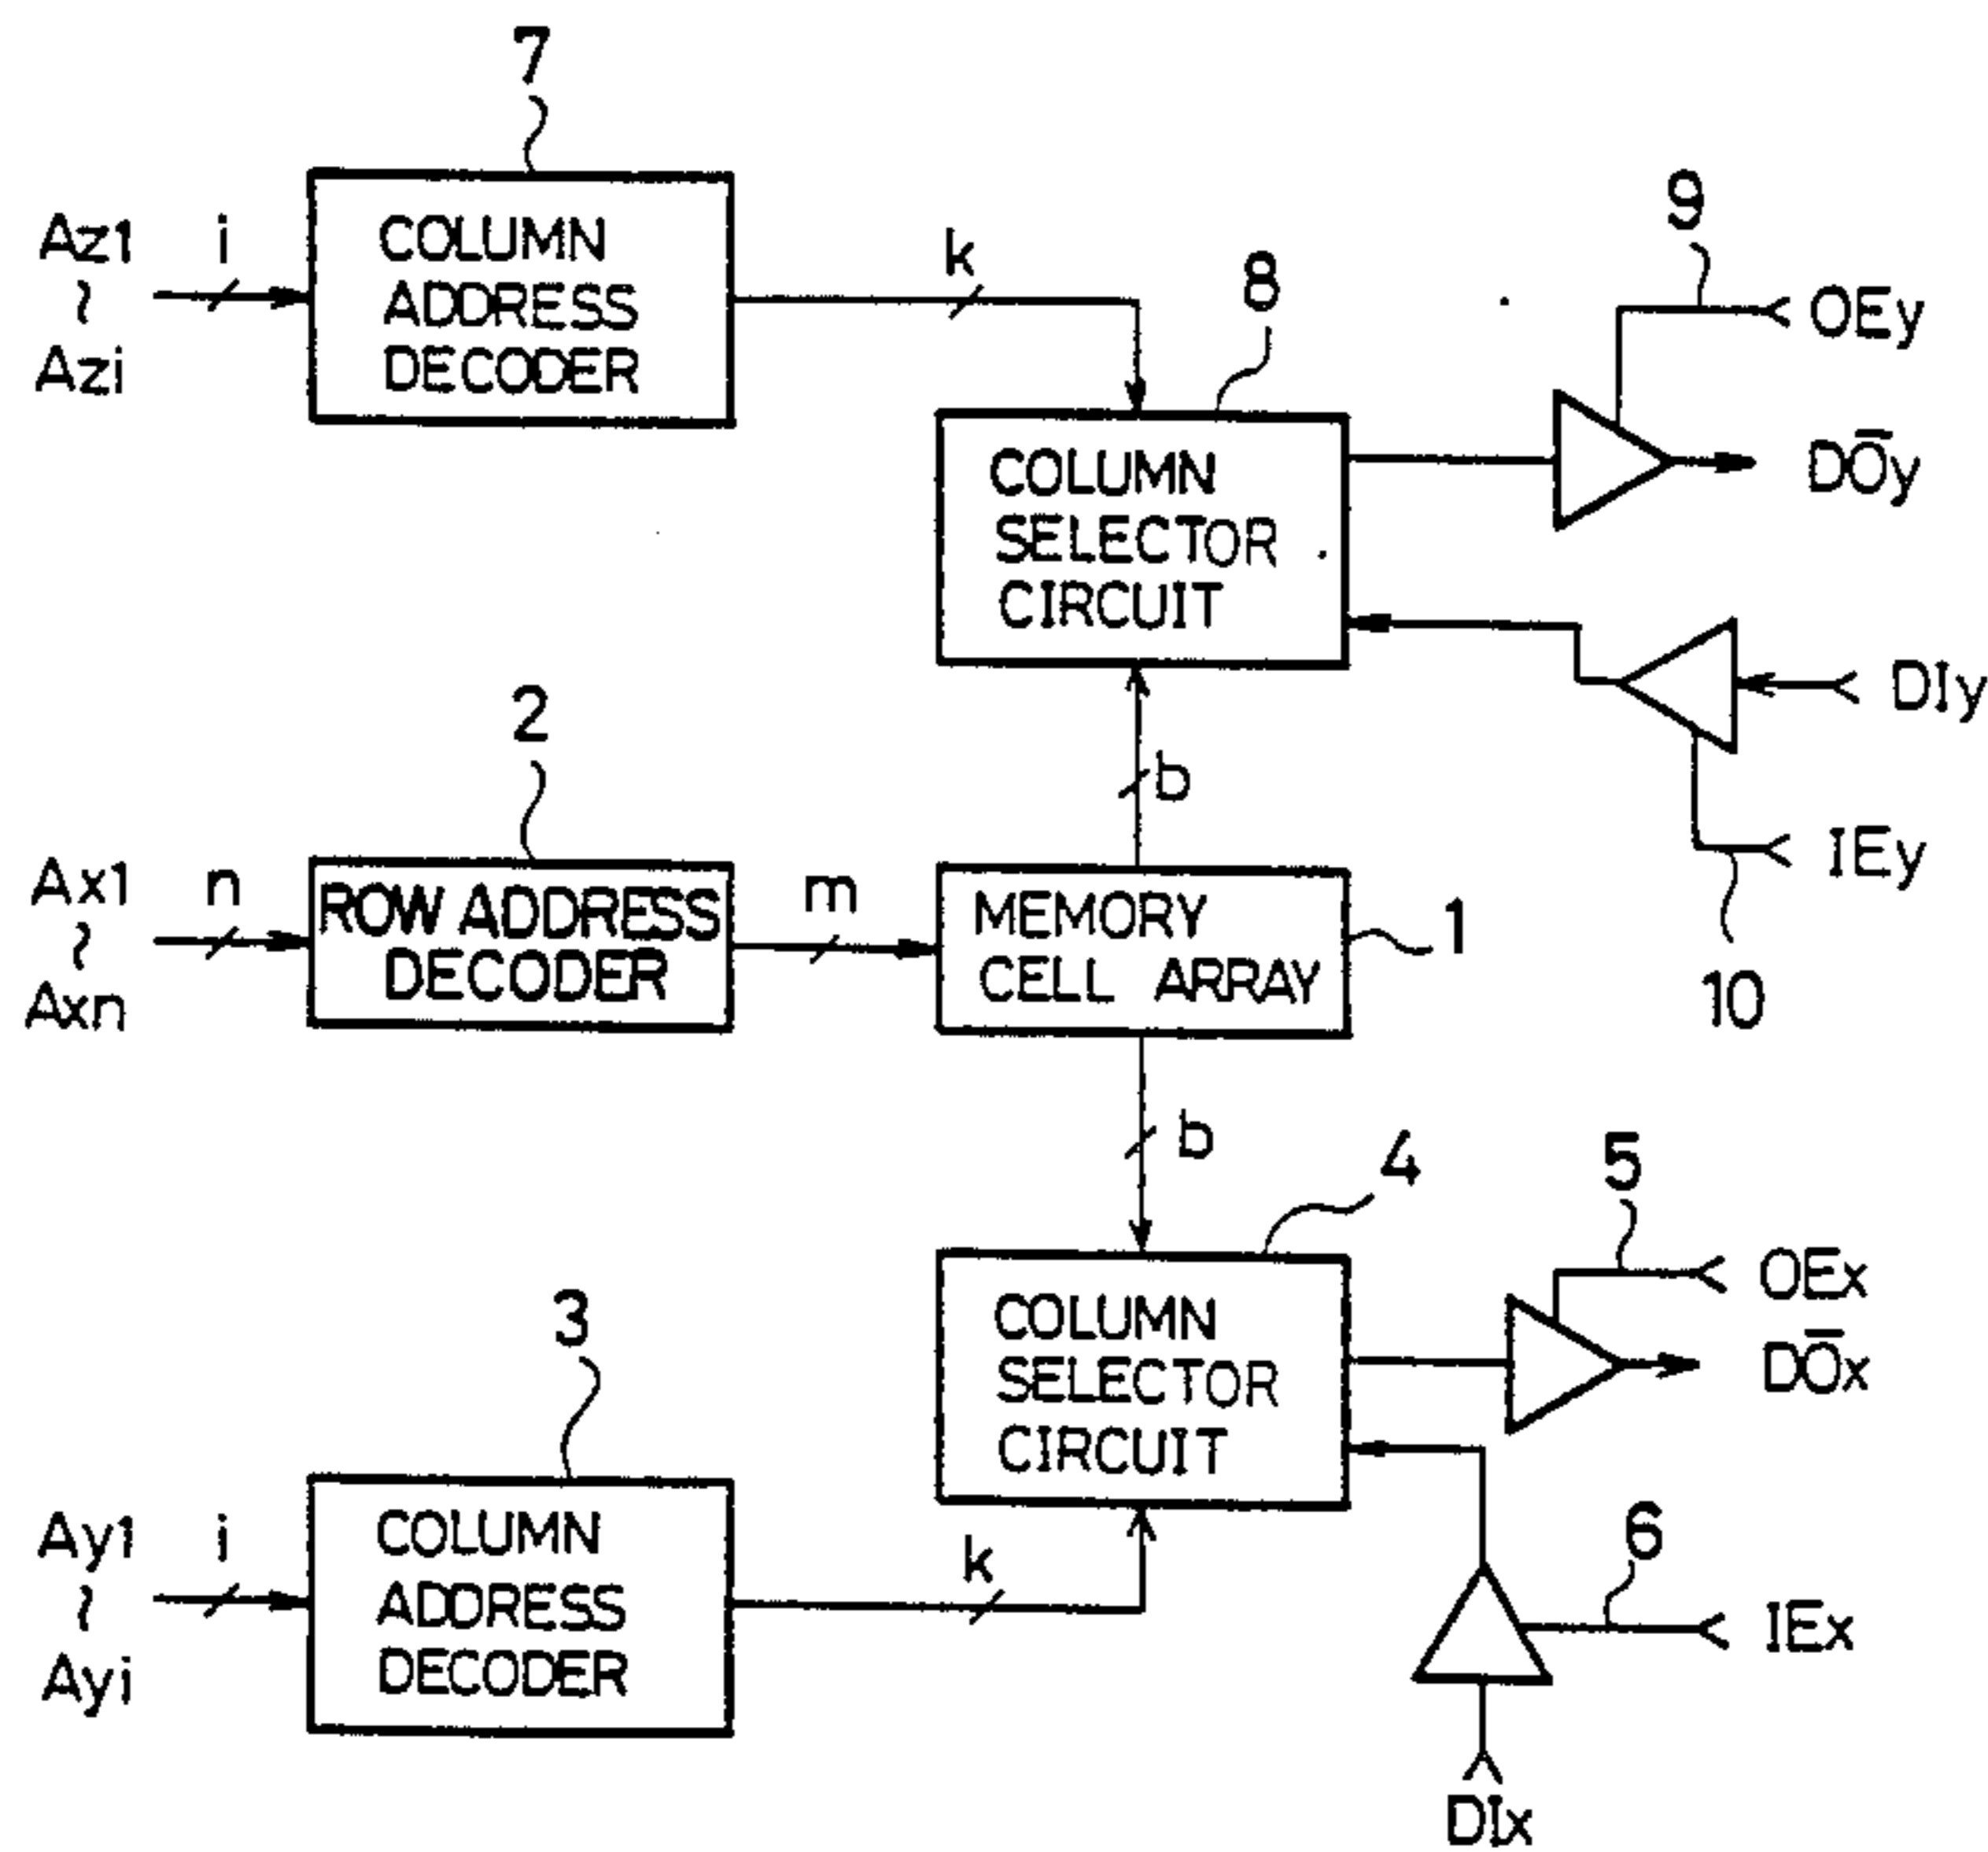 7
Az1
~
Azi
i
COLUMN
ADDRESS
DECODER
k
8
COLUMN
SELECTOR
CIRCUIT
9
OEy
DO̅y
DIy
IEy
10
b
2
Ax1
~
Axn
n
ROW ADDRESS
DECODER
m
MEMORY
CELL ARRAY
1
b
4
COLUMN
SELECTOR
CIRCUIT
5
OEx
DO̅x
6
IEx
DIx
3
Ay1
~
Ayi
i
COLUMN
ADDRESS
DECODER
k